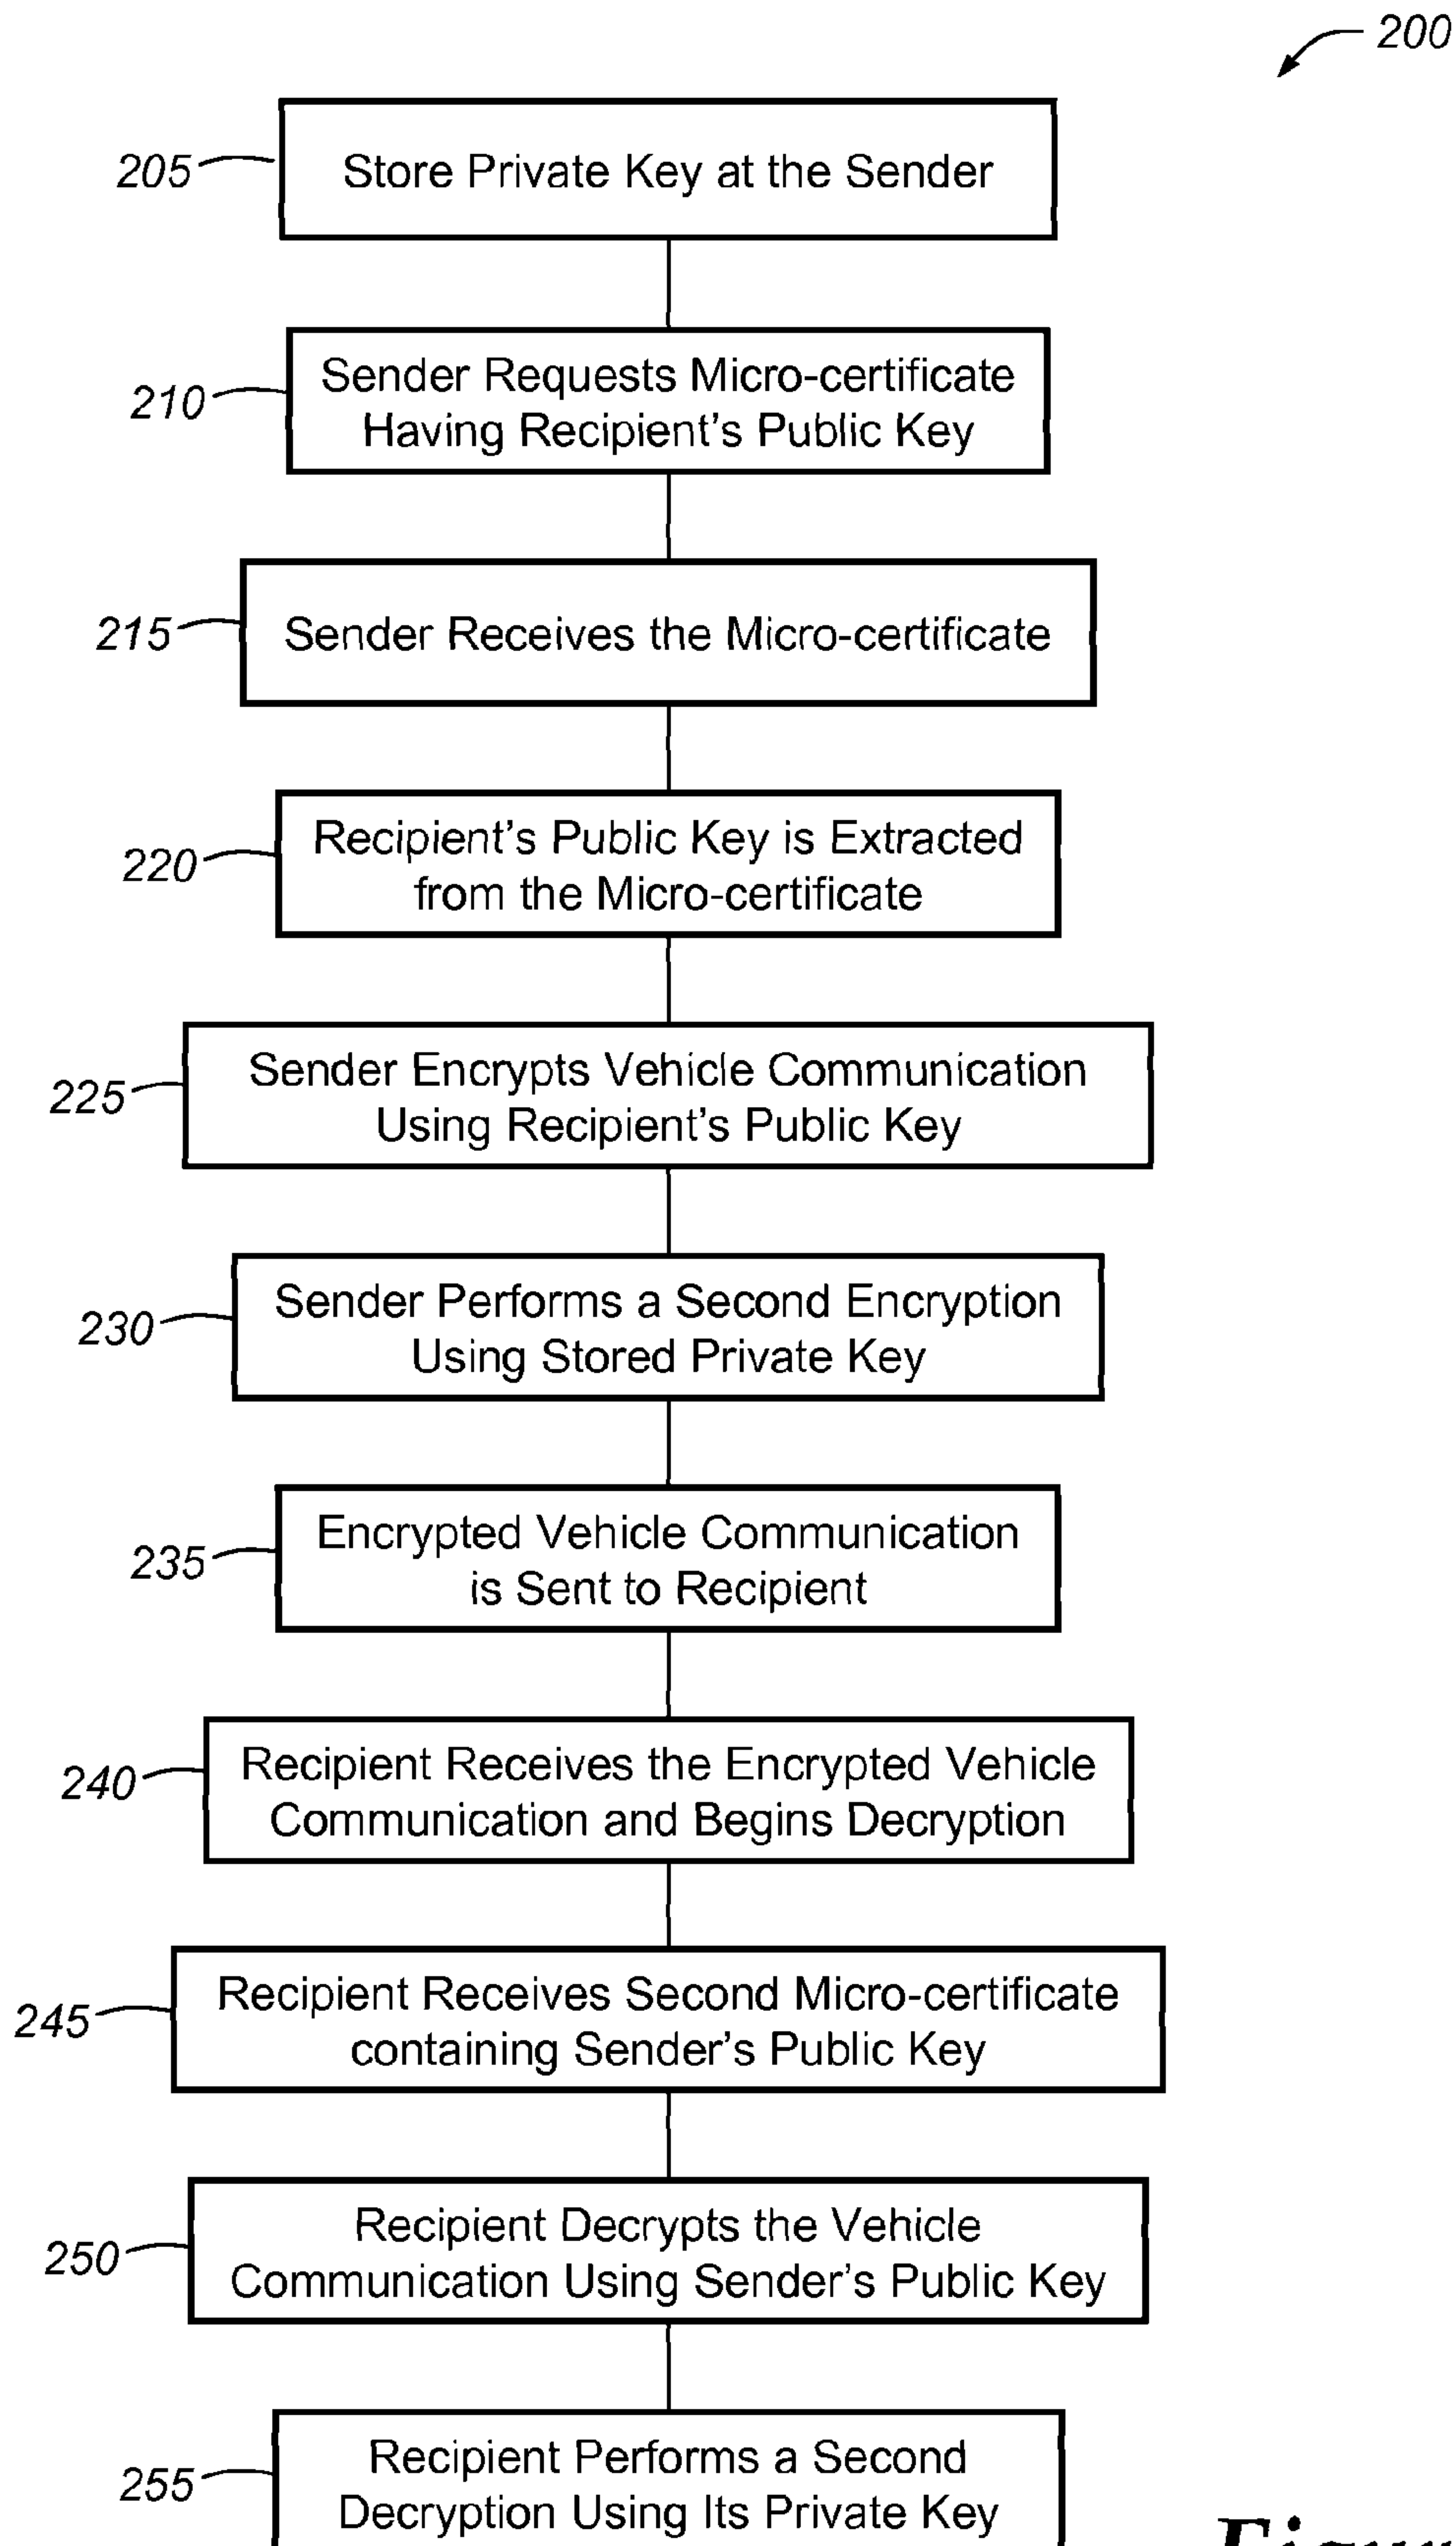 200
205
Store Private Key at the Sender
210
Sender Requests Micro-certificate
Having Recipient's Public Key
215
Sender Receives the Micro-certificate
220
Recipient's Public Key is Extracted
from the Micro-certificate
225
Sender Encrypts Vehicle Communication
Using Recipient's Public Key
230
Sender Performs a Second Encryption
Using Stored Private Key
235
Encrypted Vehicle Communication
is Sent to Recipient
240
Recipient Receives the Encrypted Vehicle
Communication and Begins Decryption
245
Recipient Receives Second Micro-certificate
containing Sender's Public Key
250
Recipient Decrypts the Vehicle
Communication Using Sender's Public Key
255
Recipient Performs a Second
Decryption Using Its Private Key